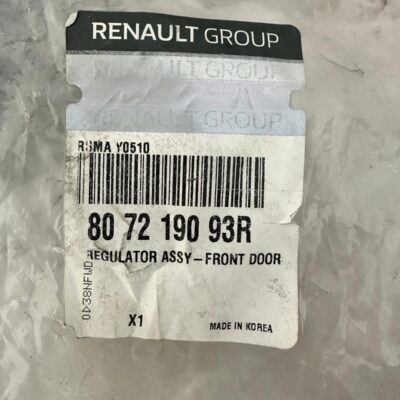 RENAULT GROUP
RENAULT GROUP
RENAULT GROUP
RSMA Y0510
80 72 190 93R
REGULATOR ASSY-FRONT DOOR
X1
MADE IN KOREA